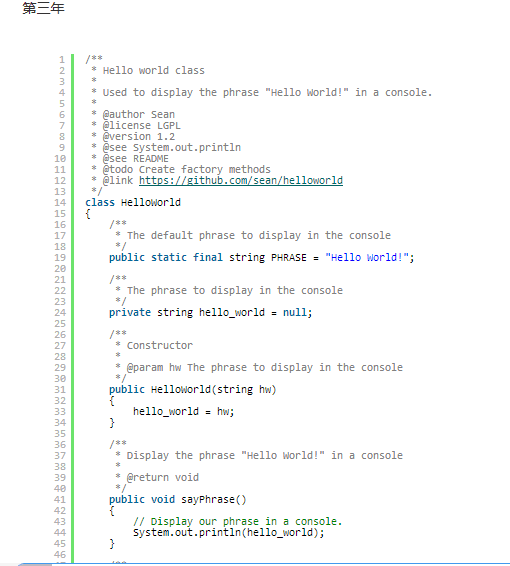 第三年
1 /**
2  * Hello world class
3  *
4  * Used to display the phrase "Hello World!" in a console.
5  *
6  * @author Sean
7  * @license LGPL
8  * @version 1.2
9  * @see System.out.println
10  * @see README
11  * @todo Create factory methods
12  * @link https://github.com/sean/helloworld
13  */
14 class HelloWorld
15 {
16     /**
17      * The default phrase to display in the console
18      */
19     public static final string PHRASE = "Hello World!";
20
21     /**
22      * The phrase to display in the console
23      */
24     private string hello_world = null;
25
26     /**
27      * Constructor
28      *
29      * @param hw The phrase to display in the console
30      */
31     public HelloWorld(string hw)
32     {
33         hello_world = hw;
34     }
35
36     /**
37      * Display the phrase "Hello World!" in a console
38      *
39      * @return void
40      */
41     public void sayPhrase()
42     {
43         // Display our phrase in a console.
44         System.out.println(hello_world);
45     }
46